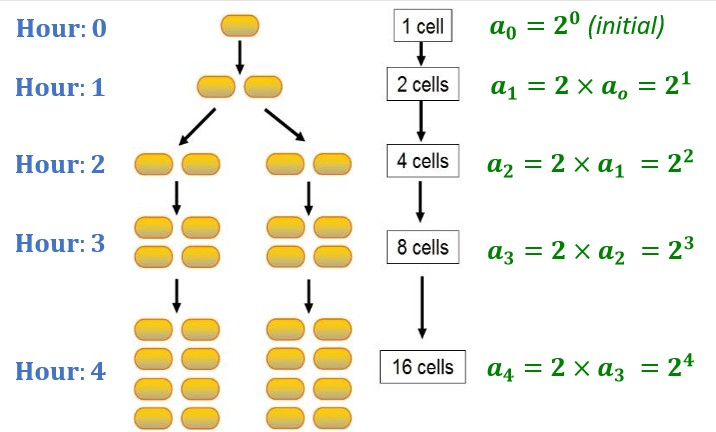 Hour: 0 1 cell a₀ = 2⁰ (initial)
Hour: 1 2 cells a₁ = 2 × aₒ = 2¹
Hour: 2 4 cells a₂ = 2 × a₁ = 2²
Hour: 3 8 cells a₃ = 2 × a₂ = 2³
Hour: 4 16 cells a₄ = 2 × a₃ = 2⁴